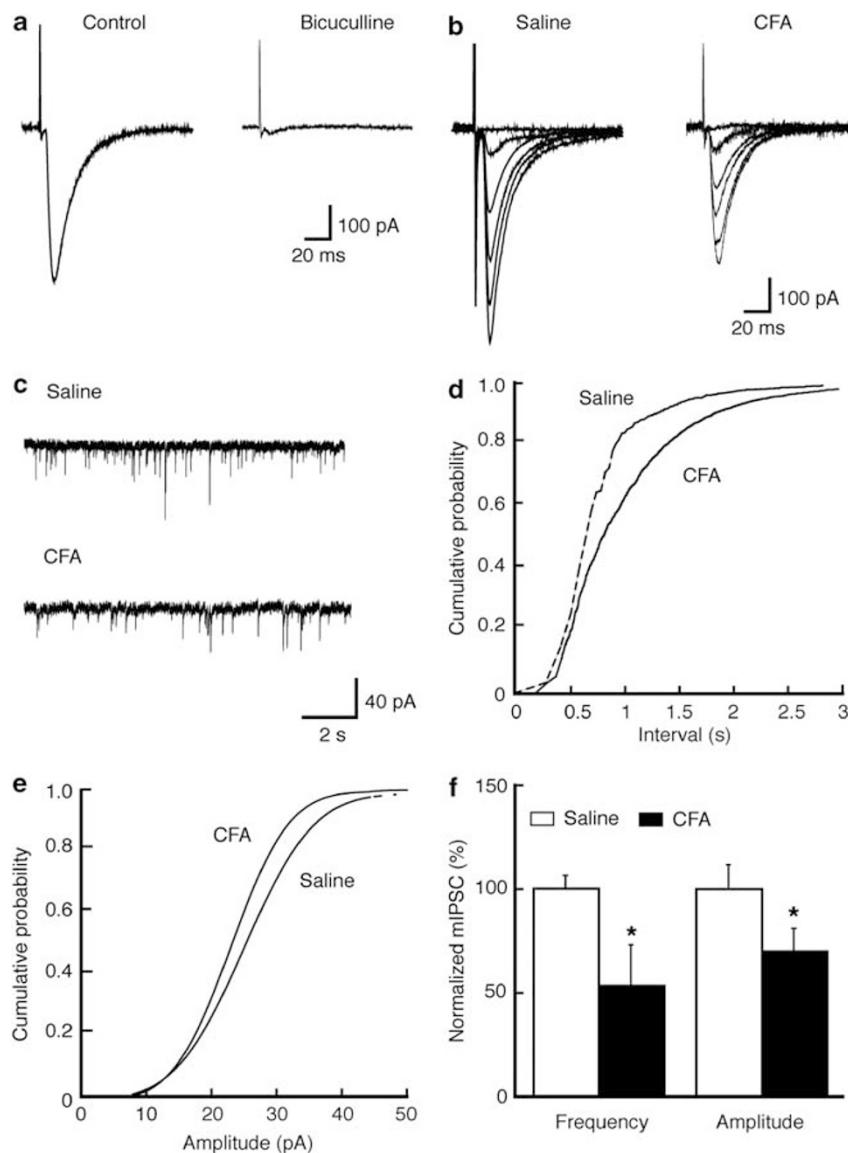 a
Control
Bicuculline
100 pA
20 ms
b
Saline
CFA
100 pA
20 ms
c
Saline
CFA
40 pA
2 s
d
Cumulative probability
1.0
0.8
0.6
0.4
0.2
0
Saline
CFA
0 0.5 1 1.5 2 2.5 3
Interval (s)
e
Cumulative probability
1.0
0.8
0.6
0.4
0.2
0
CFA
Saline
0 10 20 30 40 50
Amplitude (pA)
f
Normalized mIPSC (%)
150
100
50
0
Saline CFA
*
*
Frequency Amplitude